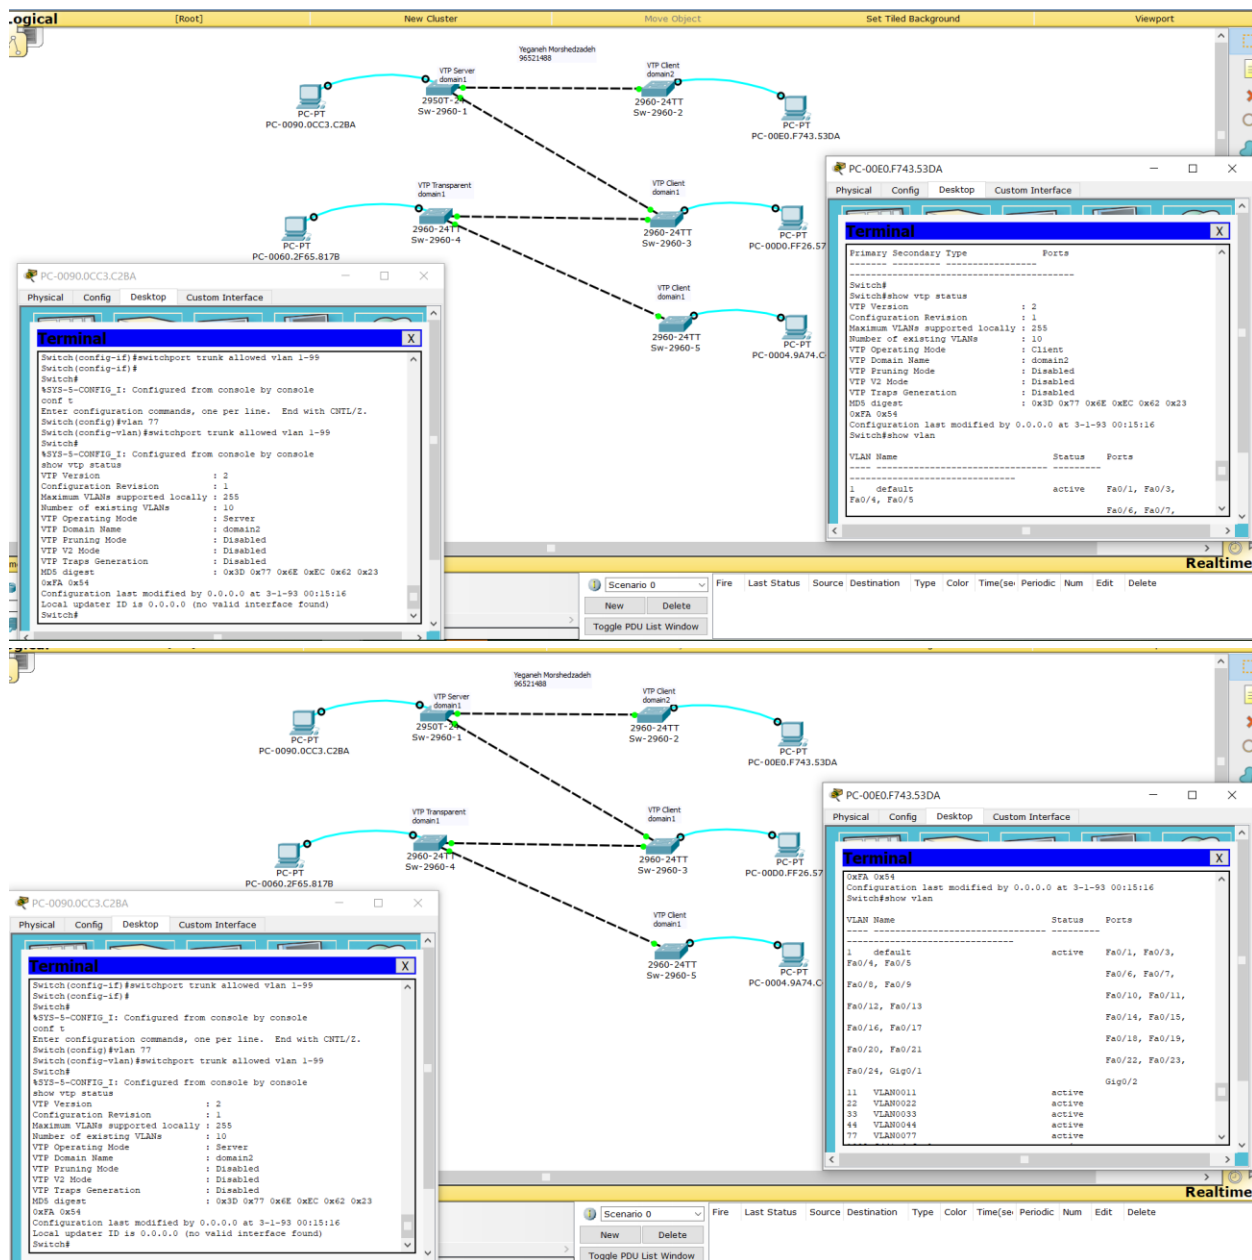 Logical [Root] New Cluster Move Object Set Tiled Background Viewport
Yeganeh Morshedzadeh
96521488
VTP Server
domain1
VTP Client
domain2
2950T-24
Sw-2960-1
2960-24TT
Sw-2960-2
PC-PT
PC-0090.0CC3.C2BA
PC-PT
PC-00E0.F743.53DA
VTP Transparent
domain1
VTP Client
domain1
2960-24TT
Sw-2960-4
2960-24TT
Sw-2960-3
PC-PT
PC-0060.2F65.817B
PC-PT
PC-00D0.FF26.57
VTP Client
domain1
2960-24TT
Sw-2960-5
PC-PT
PC-0004.9A74.C
PC-0090.0CC3.C2BA
Physical Config Desktop Custom Interface
Terminal X
Switch(config-if)#switchport trunk allowed vlan 1-99
Switch(config-if)#
Switch#
%SYS-5-CONFIG_I: Configured from console by console
conf t
Enter configuration commands, one per line. End with CNTL/Z.
Switch(config)#vlan 77
Switch(config-vlan)#switchport trunk allowed vlan 1-99
Switch#
%SYS-5-CONFIG_I: Configured from console by console
show vtp status
VTP Version : 2
Configuration Revision : 1
Maximum VLANs supported locally : 255
Number of existing VLANs : 10
VTP Operating Mode : Server
VTP Domain Name : domain2
VTP Pruning Mode : Disabled
VTP V2 Mode : Disabled
VTP Traps Generation : Disabled
MD5 digest : 0x3D 0x77 0x6E 0xEC 0x62 0x23
0xFA 0x54
Configuration last modified by 0.0.0.0 at 3-1-93 00:15:16
Local updater ID is 0.0.0.0 (no valid interface found)
Switch#
PC-00E0.F743.53DA
Physical Config Desktop Custom Interface
Terminal X
Primary Secondary Type Ports
------- --------- ----------------- 
------------------------------------------
Switch#
Switch#show vtp status
VTP Version : 2
Configuration Revision : 1
Maximum VLANs supported locally : 255
Number of existing VLANs : 10
VTP Operating Mode : Client
VTP Domain Name : domain2
VTP Pruning Mode : Disabled
VTP V2 Mode : Disabled
VTP Traps Generation : Disabled
MD5 digest : 0x3D 0x77 0x6E 0xEC 0x62 0x23
0xFA 0x54
Configuration last modified by 0.0.0.0 at 3-1-93 00:15:16
Switch#show vlan
VLAN Name Status Ports
---- -------------------------------- --------- 
-------------------------------
1 default active Fa0/1, Fa0/3,
Fa0/4, Fa0/5
Fa0/6, Fa0/7,
Realtime
Scenario 0
New Delete
Toggle PDU List Window
Fire Last Status Source Destination Type Color Time(sec Periodic Num Edit Delete
Yeganeh Morshedzadeh
96521488
VTP Server
domain1
VTP Client
domain2
2950T-24
Sw-2960-1
2960-24TT
Sw-2960-2
PC-PT
PC-0090.0CC3.C2BA
PC-PT
PC-00E0.F743.53DA
VTP Transparent
domain1
VTP Client
domain1
2960-24TT
Sw-2960-4
2960-24TT
Sw-2960-3
PC-PT
PC-0060.2F65.817B
PC-PT
PC-00D0.FF26.57
VTP Client
domain1
2960-24TT
Sw-2960-5
PC-PT
PC-0004.9A74.C
PC-0090.0CC3.C2BA
Physical Config Desktop Custom Interface
Terminal X
Switch(config-if)#switchport trunk allowed vlan 1-99
Switch(config-if)#
Switch#
%SYS-5-CONFIG_I: Configured from console by console
conf t
Enter configuration commands, one per line. End with CNTL/Z.
Switch(config)#vlan 77
Switch(config-vlan)#switchport trunk allowed vlan 1-99
Switch#
%SYS-5-CONFIG_I: Configured from console by console
show vtp status
VTP Version : 2
Configuration Revision : 1
Maximum VLANs supported locally : 255
Number of existing VLANs : 10
VTP Operating Mode : Server
VTP Domain Name : domain2
VTP Pruning Mode : Disabled
VTP V2 Mode : Disabled
VTP Traps Generation : Disabled
MD5 digest : 0x3D 0x77 0x6E 0xEC 0x62 0x23
0xFA 0x54
Configuration last modified by 0.0.0.0 at 3-1-93 00:15:16
Local updater ID is 0.0.0.0 (no valid interface found)
Switch#
PC-00E0.F743.53DA
Physical Config Desktop Custom Interface
Terminal X
0xFA 0x54
Configuration last modified by 0.0.0.0 at 3-1-93 00:15:16
Switch#show vlan
VLAN Name Status Ports
---- -------------------------------- --------- 
-------------------------------
1 default active Fa0/1, Fa0/3,
Fa0/4, Fa0/5
Fa0/6, Fa0/7,
Fa0/8, Fa0/9
Fa0/10, Fa0/11,
Fa0/12, Fa0/13
Fa0/14, Fa0/15,
Fa0/16, Fa0/17
Fa0/18, Fa0/19,
Fa0/20, Fa0/21
Fa0/22, Fa0/23,
Fa0/24, Gig0/1
Gig0/2
11 VLAN0011 active
22 VLAN0022 active
33 VLAN0033 active
44 VLAN0044 active
77 VLAN0077 active
Realtime
Scenario 0
New Delete
Toggle PDU List Window
Fire Last Status Source Destination Type Color Time(sec Periodic Num Edit Delete